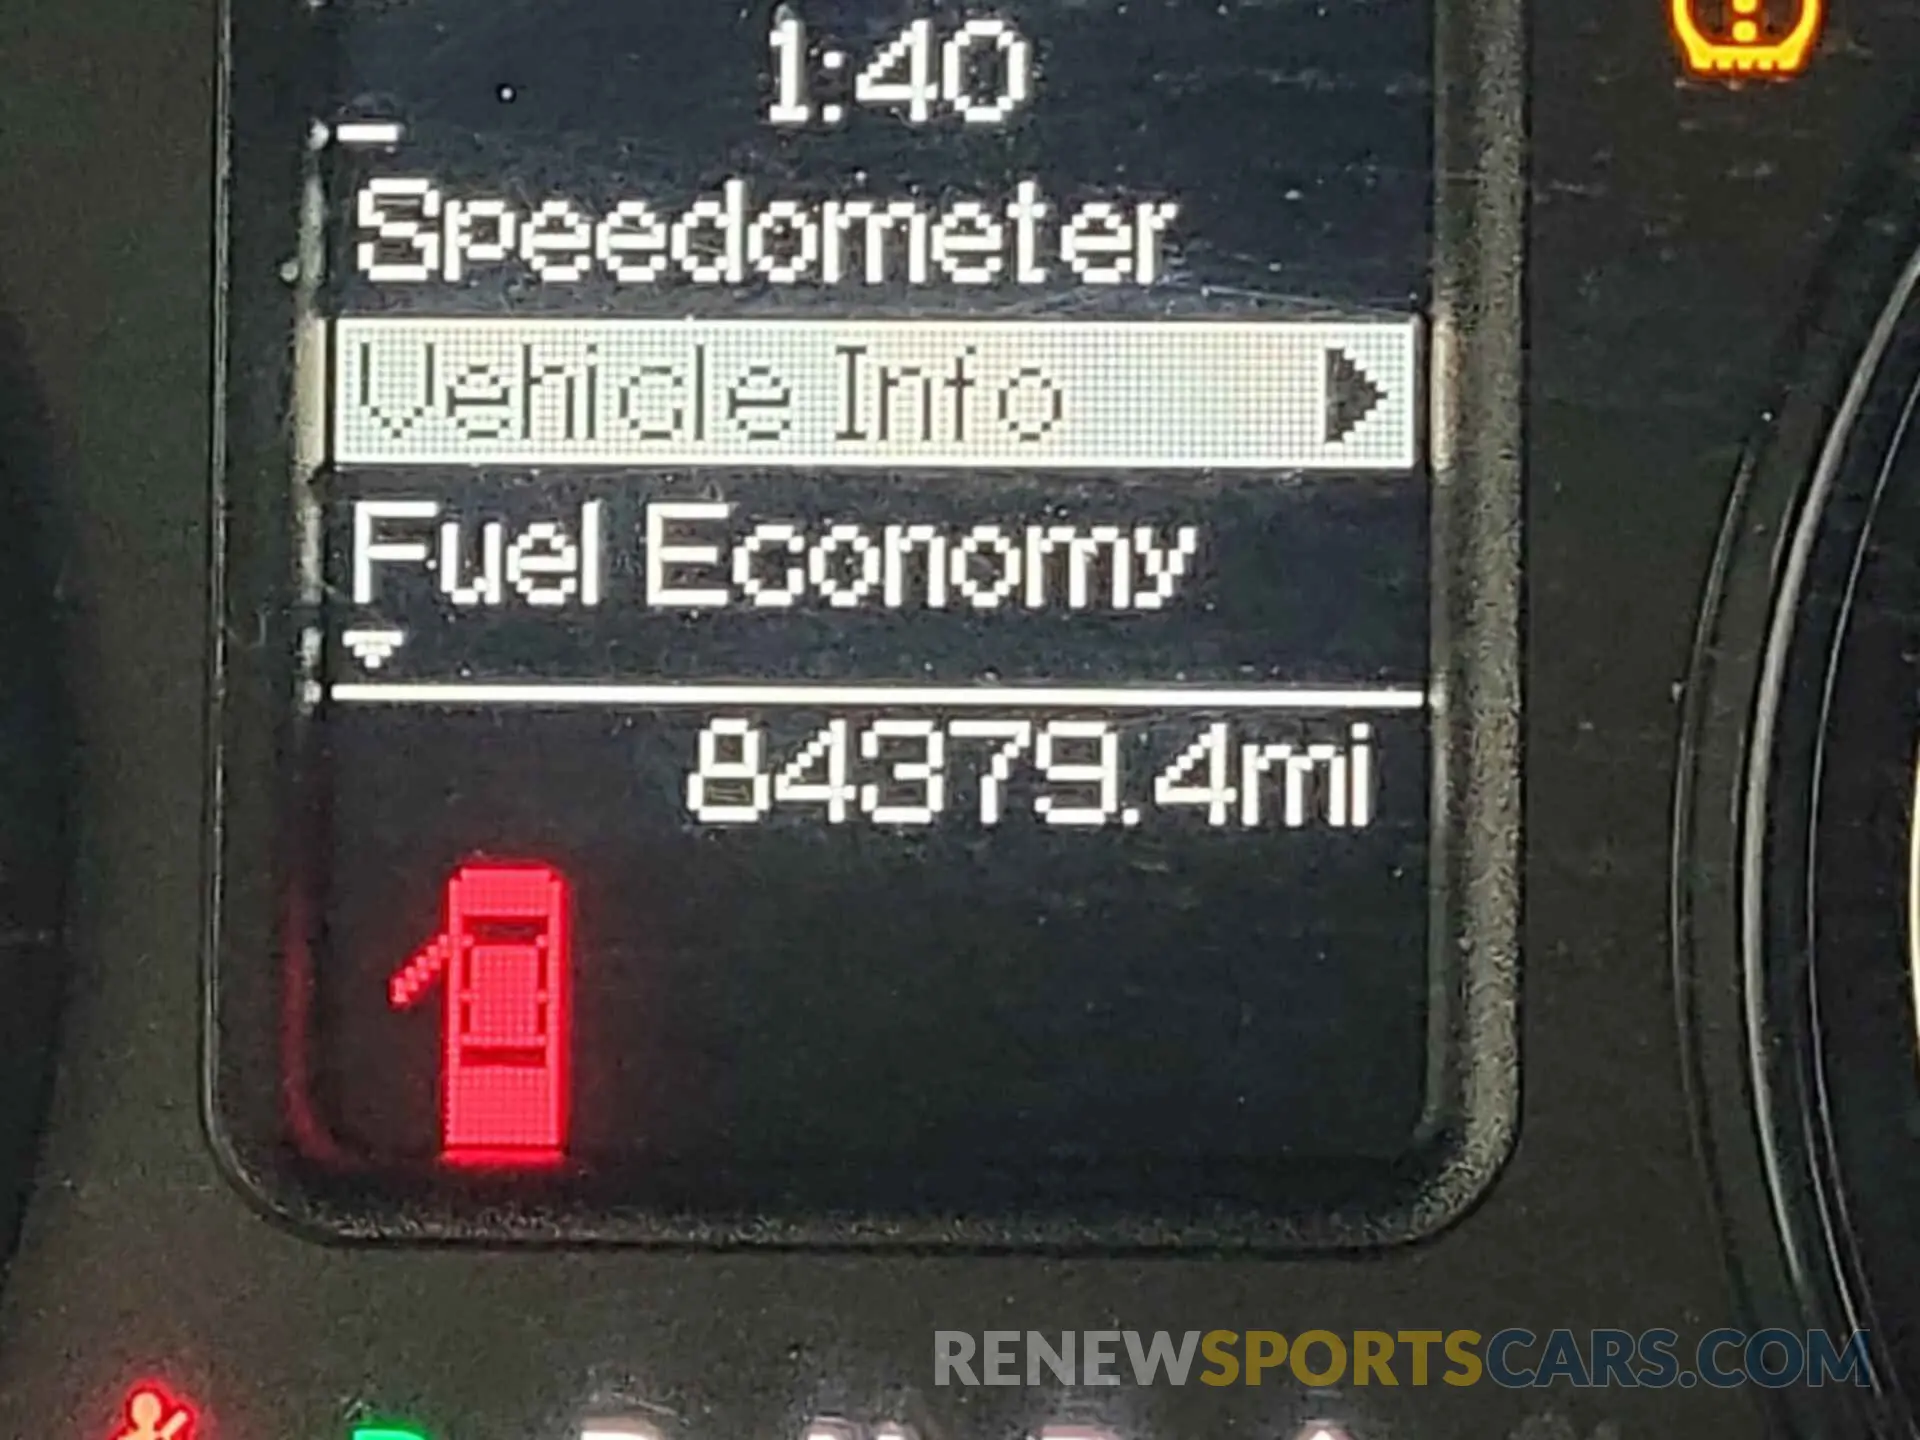 1:40
Speedometer
Vehicle Info
Fuel Economy
84379.4mi
RENEWSPORTSCARS.COM